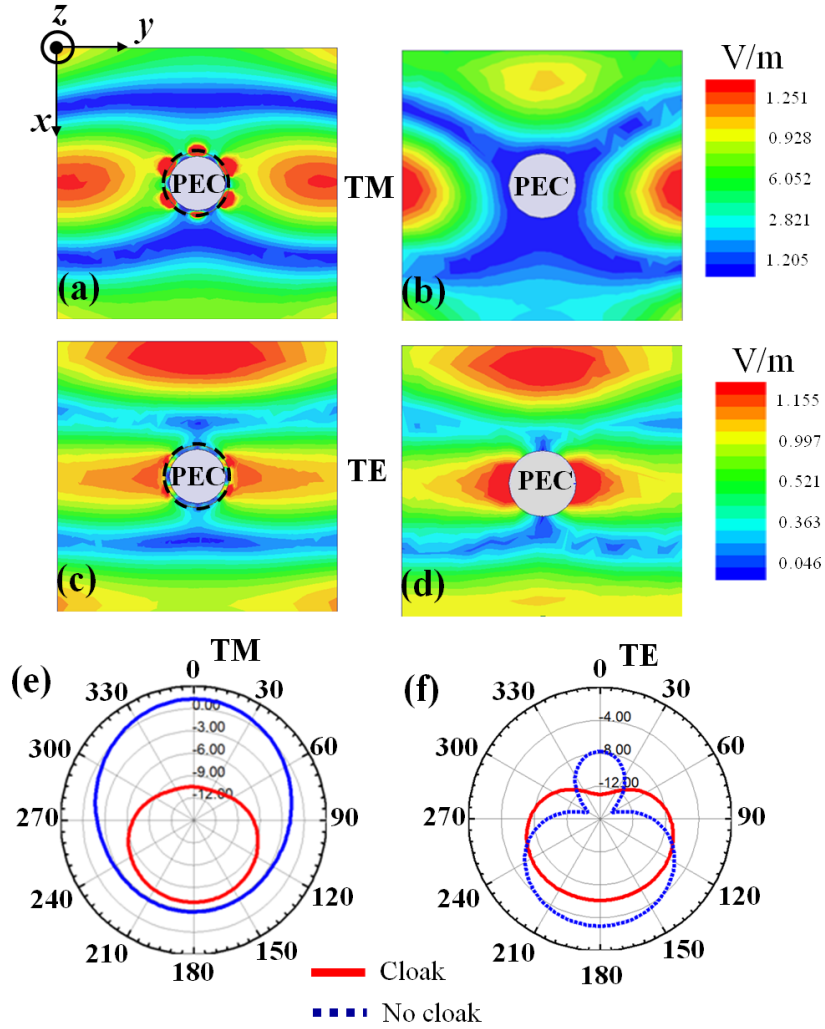 z
y
x
PEC
(a)
TM
PEC
(b)
V/m
1.251
0.928
6.052
2.821
1.205
PEC
(c)
TE
PEC
(d)
V/m
1.155
0.997
0.521
0.363
0.046
(e)
TM
0
30
60
90
120
150
180
210
240
270
300
330
0.00
-3.00
-6.00
-9.00
-12.00
(f)
TE
0
30
60
90
120
150
180
210
240
270
300
330
-4.00
-8.00
-12.00
Cloak
No cloak